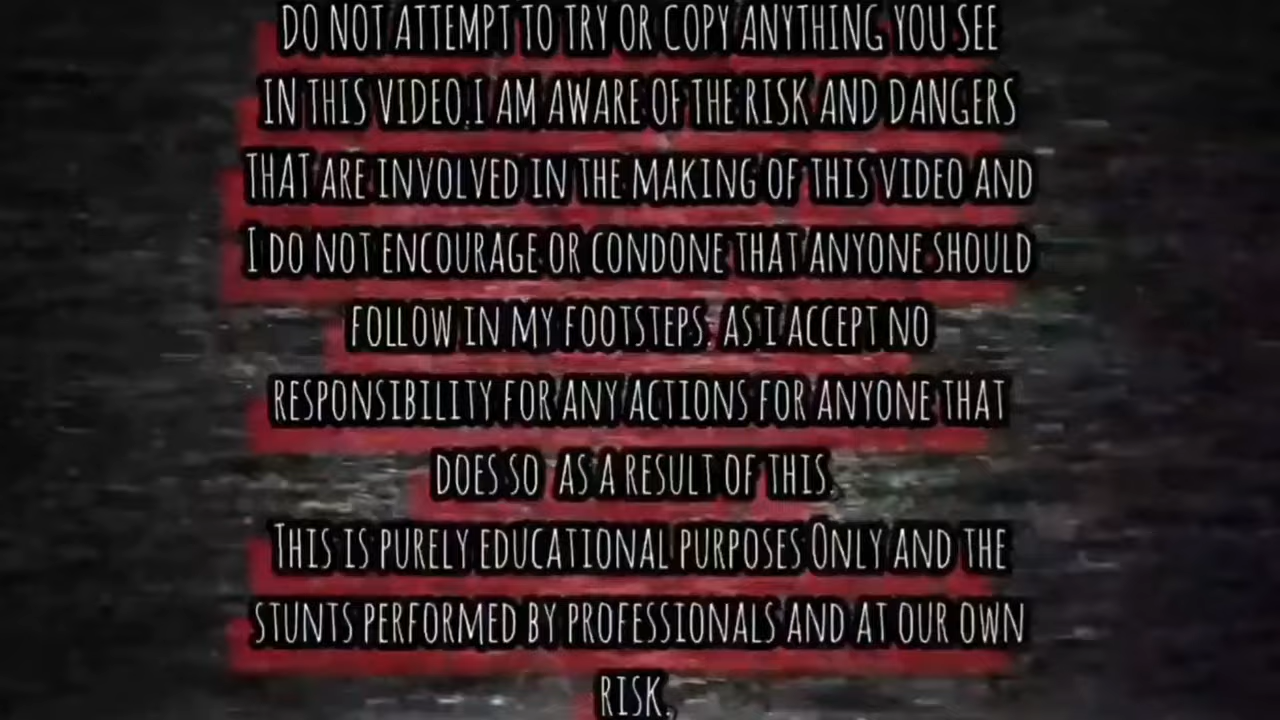 DO NOT ATTEMPT TO TRY OR COPY ANYTHING YOU SEE
IN THIS VIDEO.I AM AWARE OF THE RISK AND DANGERS
THAT ARE INVOLVED IN THE MAKING OF THIS VIDEO AND
I DO NOT ENCOURAGE OR CONDONE THAT ANYONE SHOULD
FOLLOW IN MY FOOTSTEPS, AS I ACCEPT NO
RESPONSIBILITY FOR ANY ACTIONS FOR ANYONE THAT
DOES SO AS A RESULT OF THIS.
THIS IS PURELY EDUCATIONAL PURPOSES ONLY AND THE
STUNTS PERFORMED BY PROFESSIONALS AND AT OUR OWN
RISK.